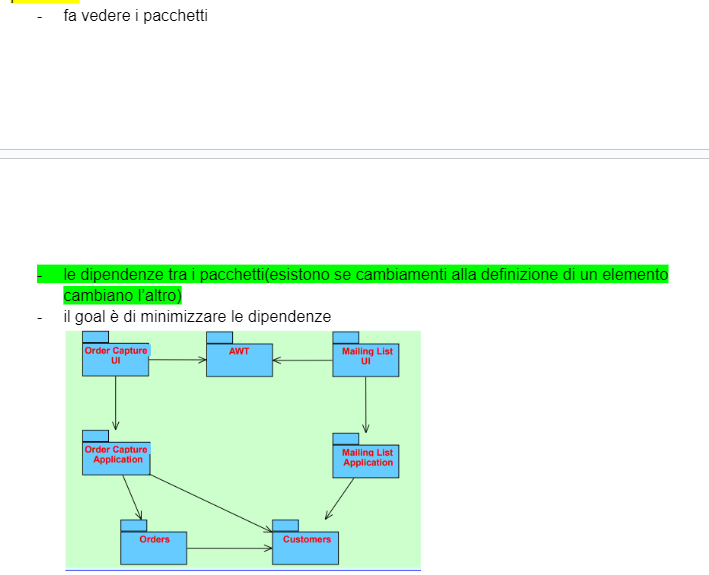 - fa vedere i pacchetti
- le dipendenze tra i pacchetti(esistono se cambiamenti alla definizione di un elemento
cambiano l'altro)
- il goal è di minimizzare le dipendenze
Order Capture
UI
AWT
Mailing List
UI
Order Capture
Application
Mailing List
Application
Orders
Customers